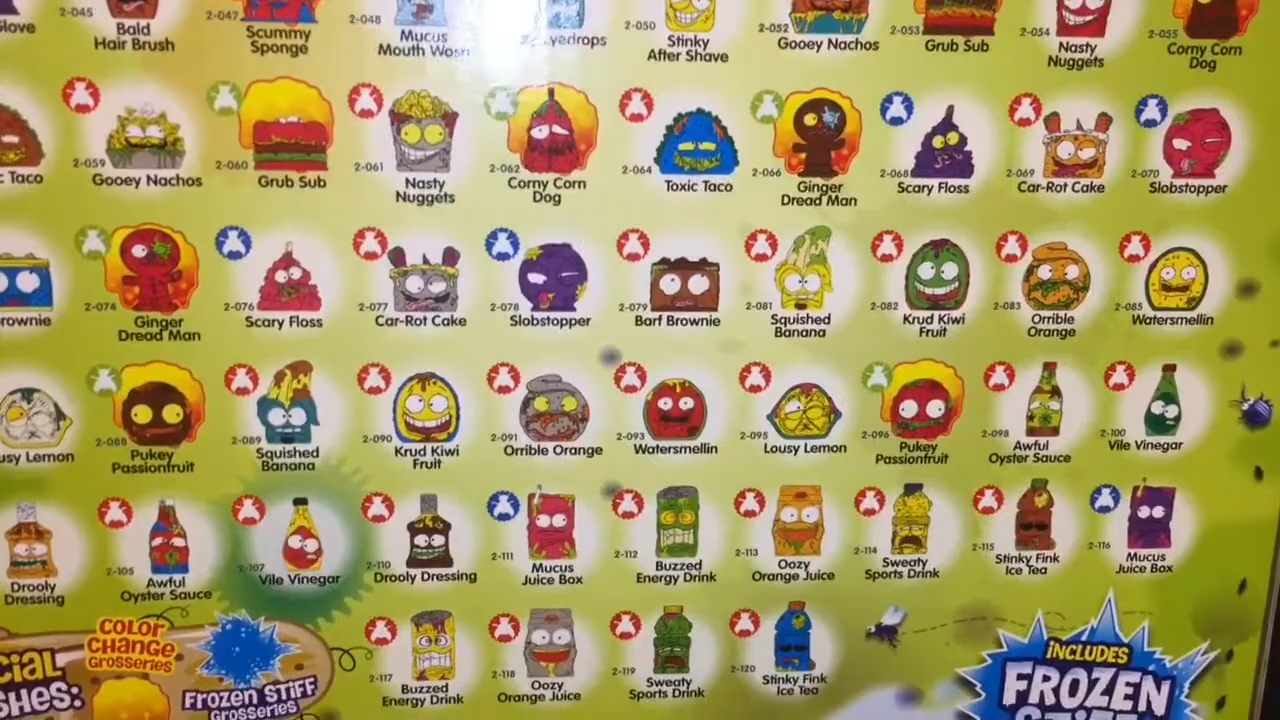 Glove
2-045
Bald
Hair Brush
2-047
Scummy
Sponge
2-048
Mucus
Mouth Wosh
2-050
Stinky
After Shave
2-052
Gooey Nachos
2-053
Grub Sub
2-054
Nasty
Nuggets
2-055
Corny Corn
Dog
Taco
2-059
Gooey Nachos
2-060
Grub Sub
2-061
Nasty
Nuggets
2-062
Corny Corn
Dog
2-064
Toxic Taco
2-066
Ginger
Dread Man
2-068
Scary Floss
2-069
Car-Rot Cake
2-070
Slobstopper
rownie
2-074
Ginger
Dread Man
2-076
Scary Floss
2-077
Car-Rot Cake
2-078
Slobstopper
2-079
Barf Brownie
2-081
Squished
Banana
2-082
Krud Kiwi
Fruit
2-083
Orrible
Orange
2-085
Watersmellin
usy Lemon
2-088
Pukey
Passionfruit
2-089
Squished
Banana
2-090
Krud Kiwi
Fruit
2-091
Orrible Orange
2-093
Watersmellin
2-095
Lousy Lemon
2-096
Pukey
Passionfruit
2-098
Awful
Oyster Sauce
2-100
Vile Vinegar
Drooly
Dressing
2-105
Awful
Oyster Sauce
2-107
Vile Vinegar
2-110
Drooly Dressing
2-111
Mucus
Juice Box
2-112
Buzzed
Energy Drink
2-113
Oozy
Orange Juice
2-114
Sweaty
Sports Drink
2-115
Stinky Fink
Ice Tea
2-116
Mucus
Juice Box
2-117
Buzzed
Energy Drink
2-118
Oozy
Orange Juice
2-119
Sweaty
Sports Drink
2-120
Stinky Fink
Ice Tea
CIAL
SHES:
COLOR
CHANGE
GROSSERIES
FROZEN STIFF
GROSSERIES
INCLUDES
FROZEN